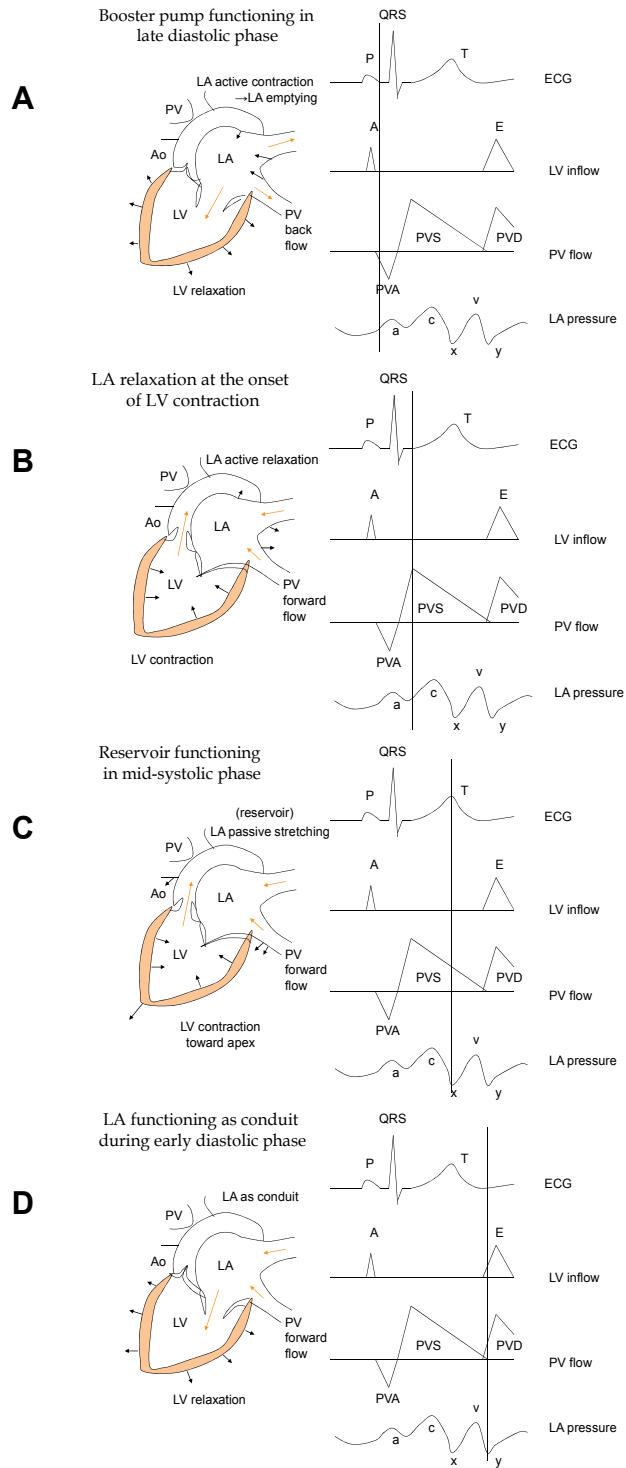 Booster pump functioning in
late diastolic phase
A
PV
LA active contraction
→LA emptying
Ao
LA
LV
PV
back
flow
LV relaxation
QRS
P
T
ECG
A
E
LV inflow
PVS
PVD
PV flow
PVA
v
LA pressure
a
c
x
y
LA relaxation at the onset
of LV contraction
B
LA active relaxation
PV
Ao
LA
LV
PV
forward
flow
LV contraction
QRS
P
T
ECG
A
E
LV inflow
PVS
PVD
PV flow
PVA
v
LA pressure
a
c
x
y
Reservoir functioning
in mid-systolic phase
C
(reservoir)
LA passive stretching
PV
Ao
LA
LV
PV
forward
flow
LV contraction
toward apex
QRS
P
T
ECG
A
E
LV inflow
PVS
PVD
PV flow
PVA
v
LA pressure
a
c
x
y
LA functioning as conduit
during early diastolic phase
D
LA as conduit
PV
Ao
LA
LV
PV
forward
flow
LV relaxation
QRS
P
T
ECG
A
E
LV inflow
PVS
PVD
PV flow
PVA
v
LA pressure
a
c
x
y